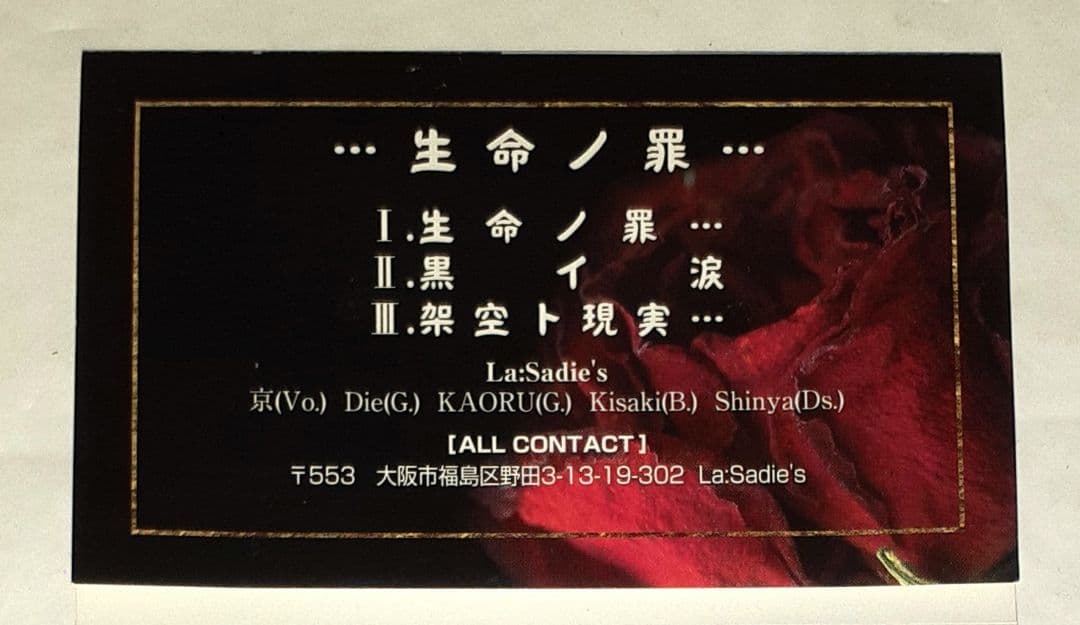 …生命ノ罪…
Ⅰ.生命ノ罪…
Ⅱ.黒イ涙
Ⅲ.架空ト現実…
La:Sadie's
京(Vo.) Die(G.) KAORU(G.) Kisaki(B.) Shinya(Ds.)
[ALL CONTACT]
〒553 大阪市福島区野田3-13-19-302 La:Sadie's